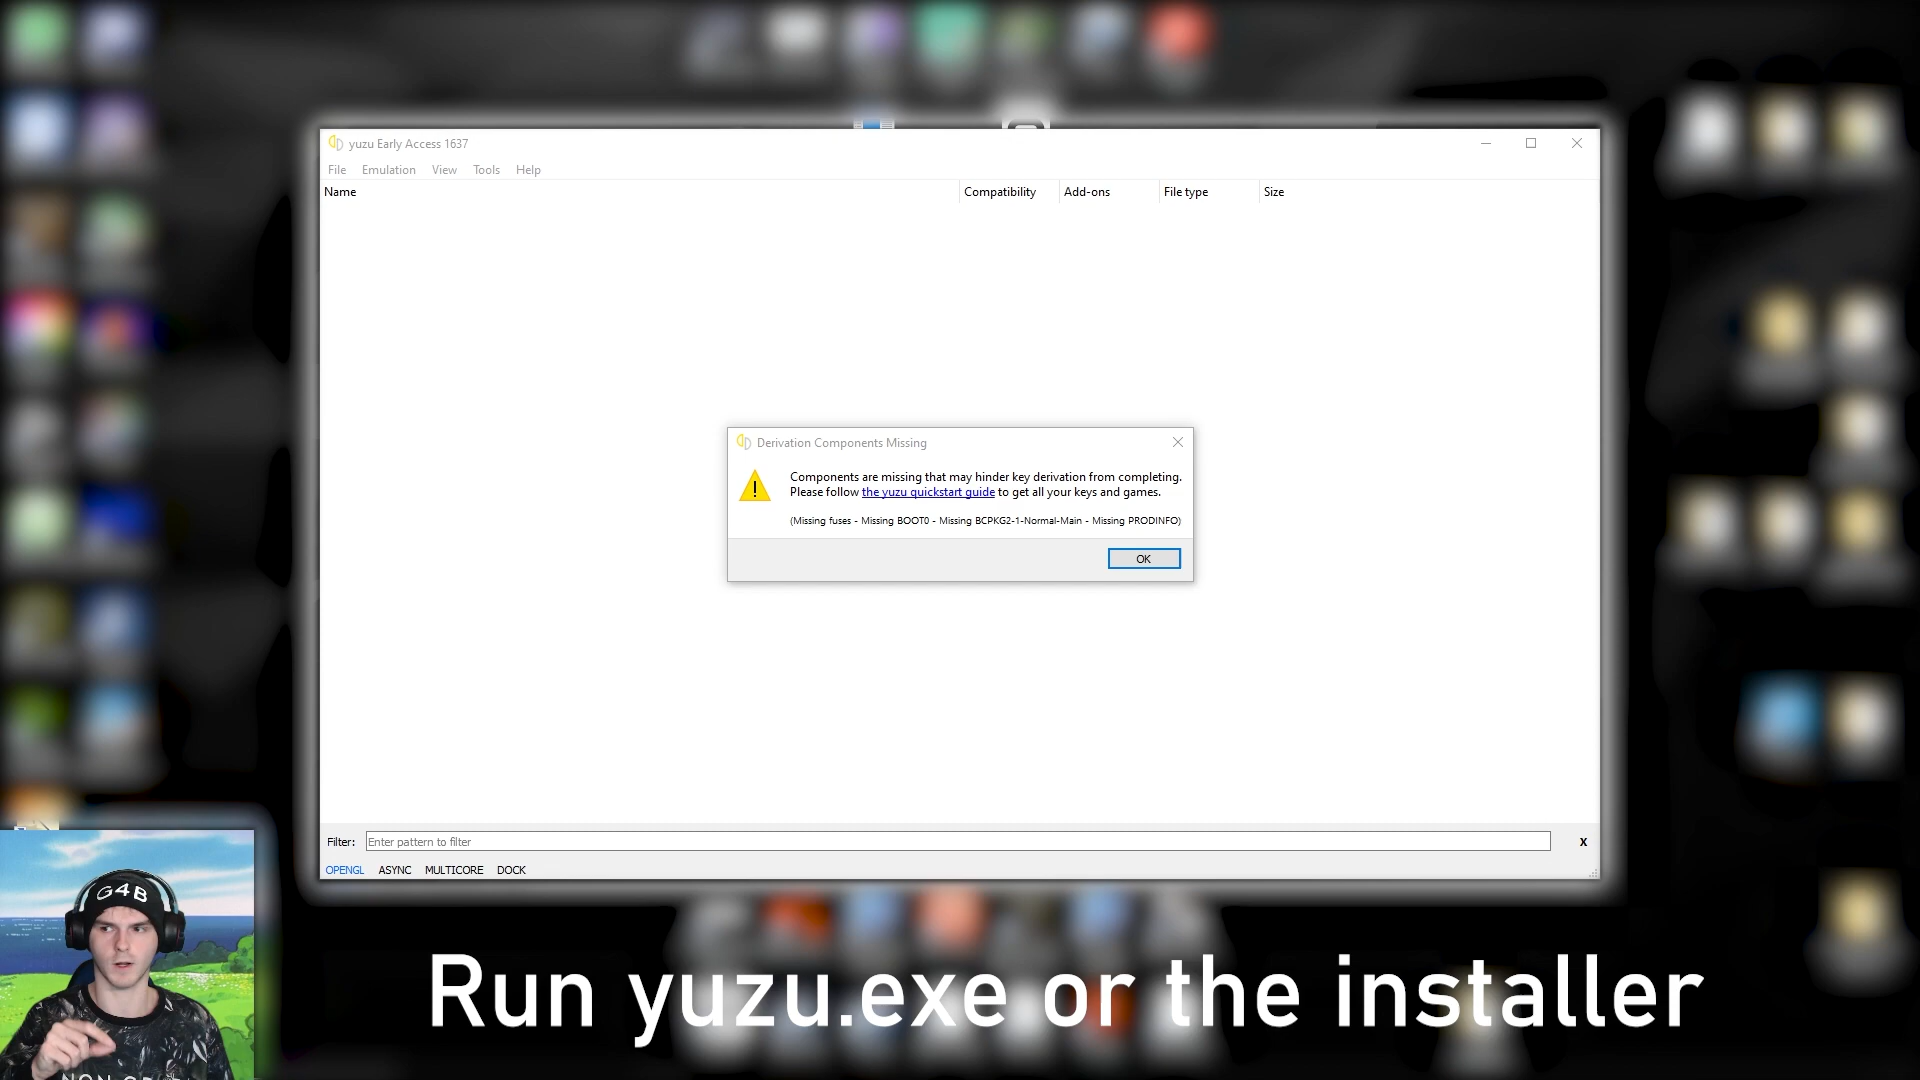 yuzu Early Access 1637
File Emulation View Tools Help
Name Compatibility Add-ons File type Size
Derivation Components Missing
Components are missing that may hinder key derivation from completing.
Please follow the yuzu quickstart guide to get all your keys and games.
(Missing fuses - Missing BOOT0 - Missing BCPKG2-1-Normal-Main - Missing PRODINFO)
OK
Filter: Enter pattern to filter X
OPENGL ASYNC MULTICORE DOCK
G4B
Run yuzu.exe or the installer